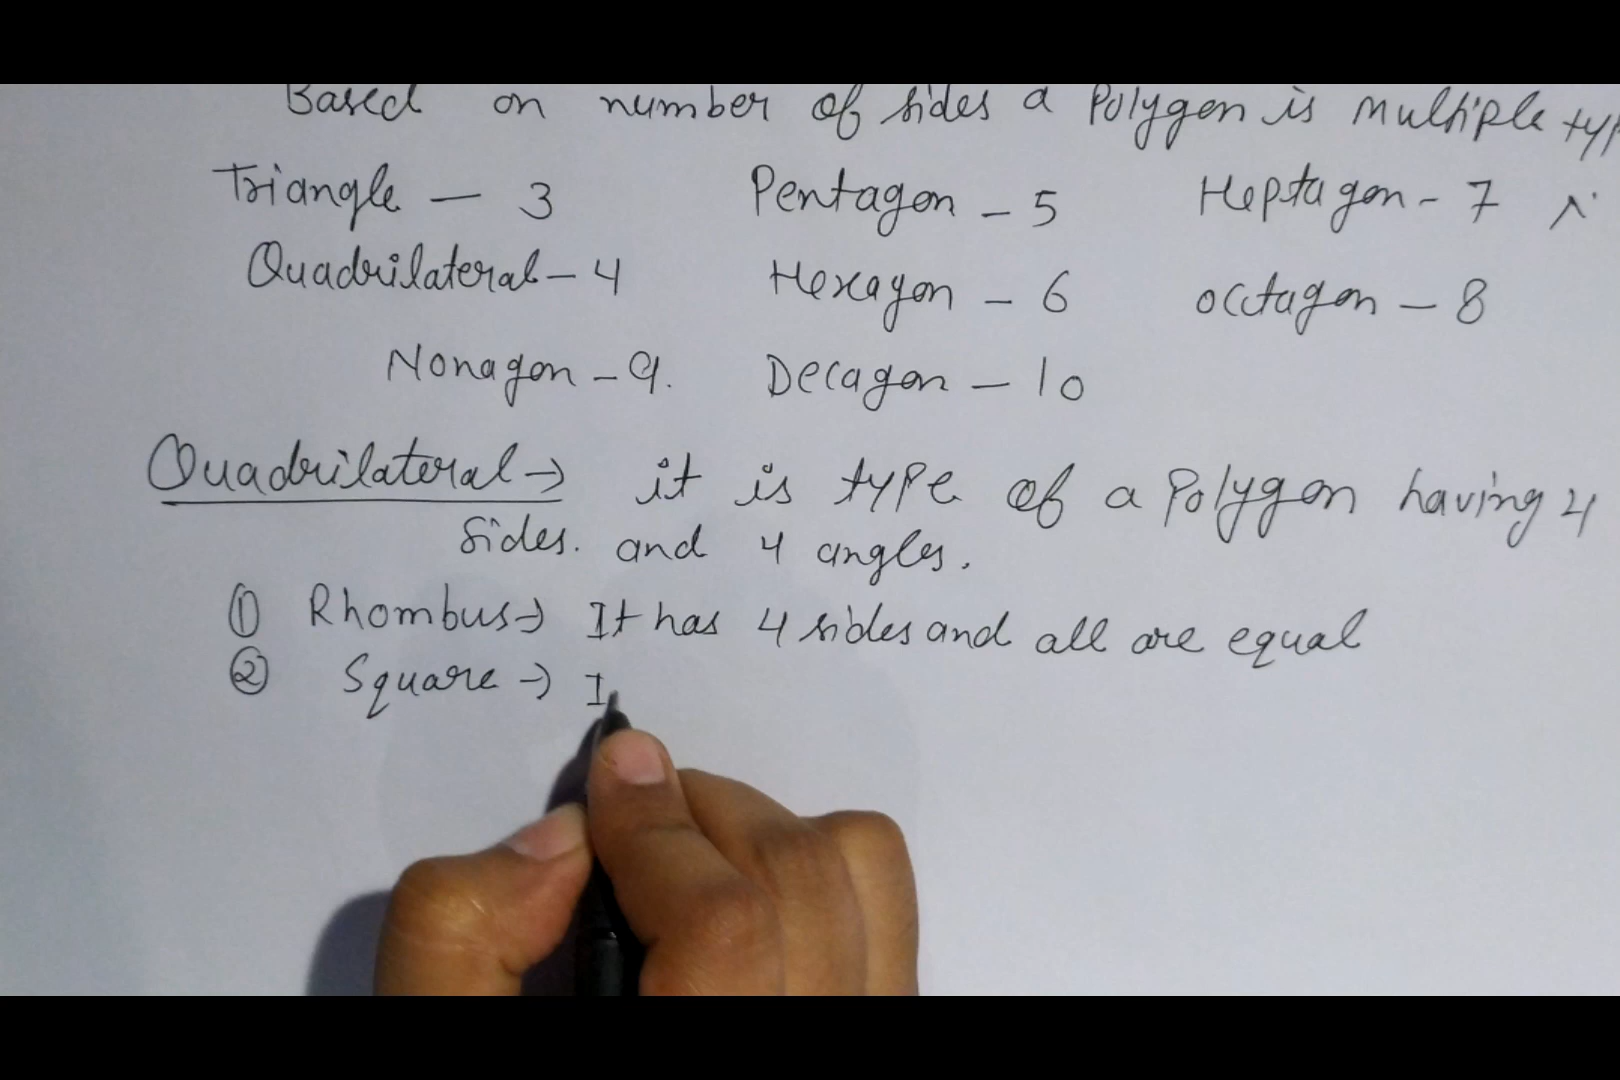 Based on number of sides a Polygon is multiple
Triangle - 3 Pentagon - 5 Heptagon - 7
Quadrilateral - 4 Hexagon - 6 octagon - 8
Nonagon - 9. Decagon - 10
Quadrilateral → it is type of a Polygon having 4
sides. and 4 angles.
① Rhombus → It has 4 sides and all are equal
② Square → I